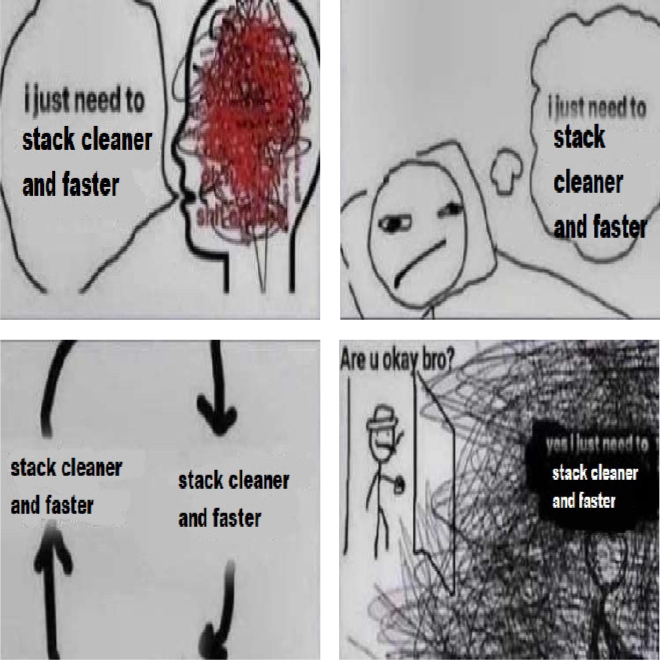 i just need to
stack cleaner
and faster
i just need to
stack
cleaner
and faster
stack cleaner
and faster
stack cleaner
and faster
Are u okay bro?
yes I just need to
stack cleaner
and faster